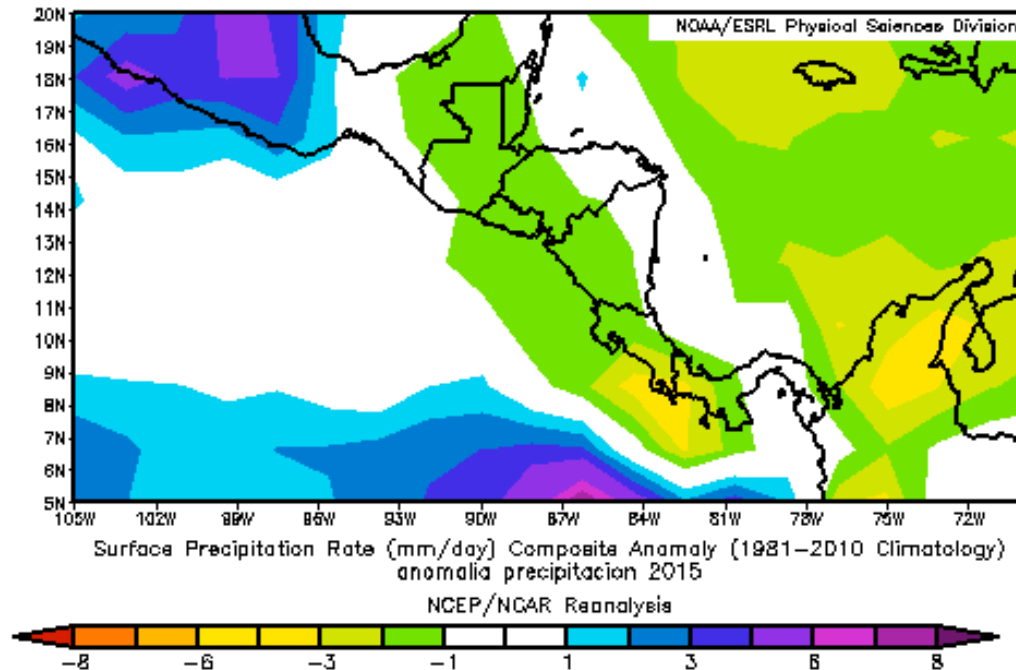 NOAA/ESRL Physical Sciences Division
20N
19N
18N
17N
16N
15N
14N
13N
12N
11N
10N
9N
8N
7N
6N
5N
105W 102W 99W 96W 93W 90W 87W 84W 81W 78W 75W 72W
Surface Precipitation Rate (mm/day) Composite Anomaly (1981-2010 Climatology)
anomalia precipitacion 2015
NCEP/NCAR Reanalysis
-8 -6 -3 -1 1 3 6 8